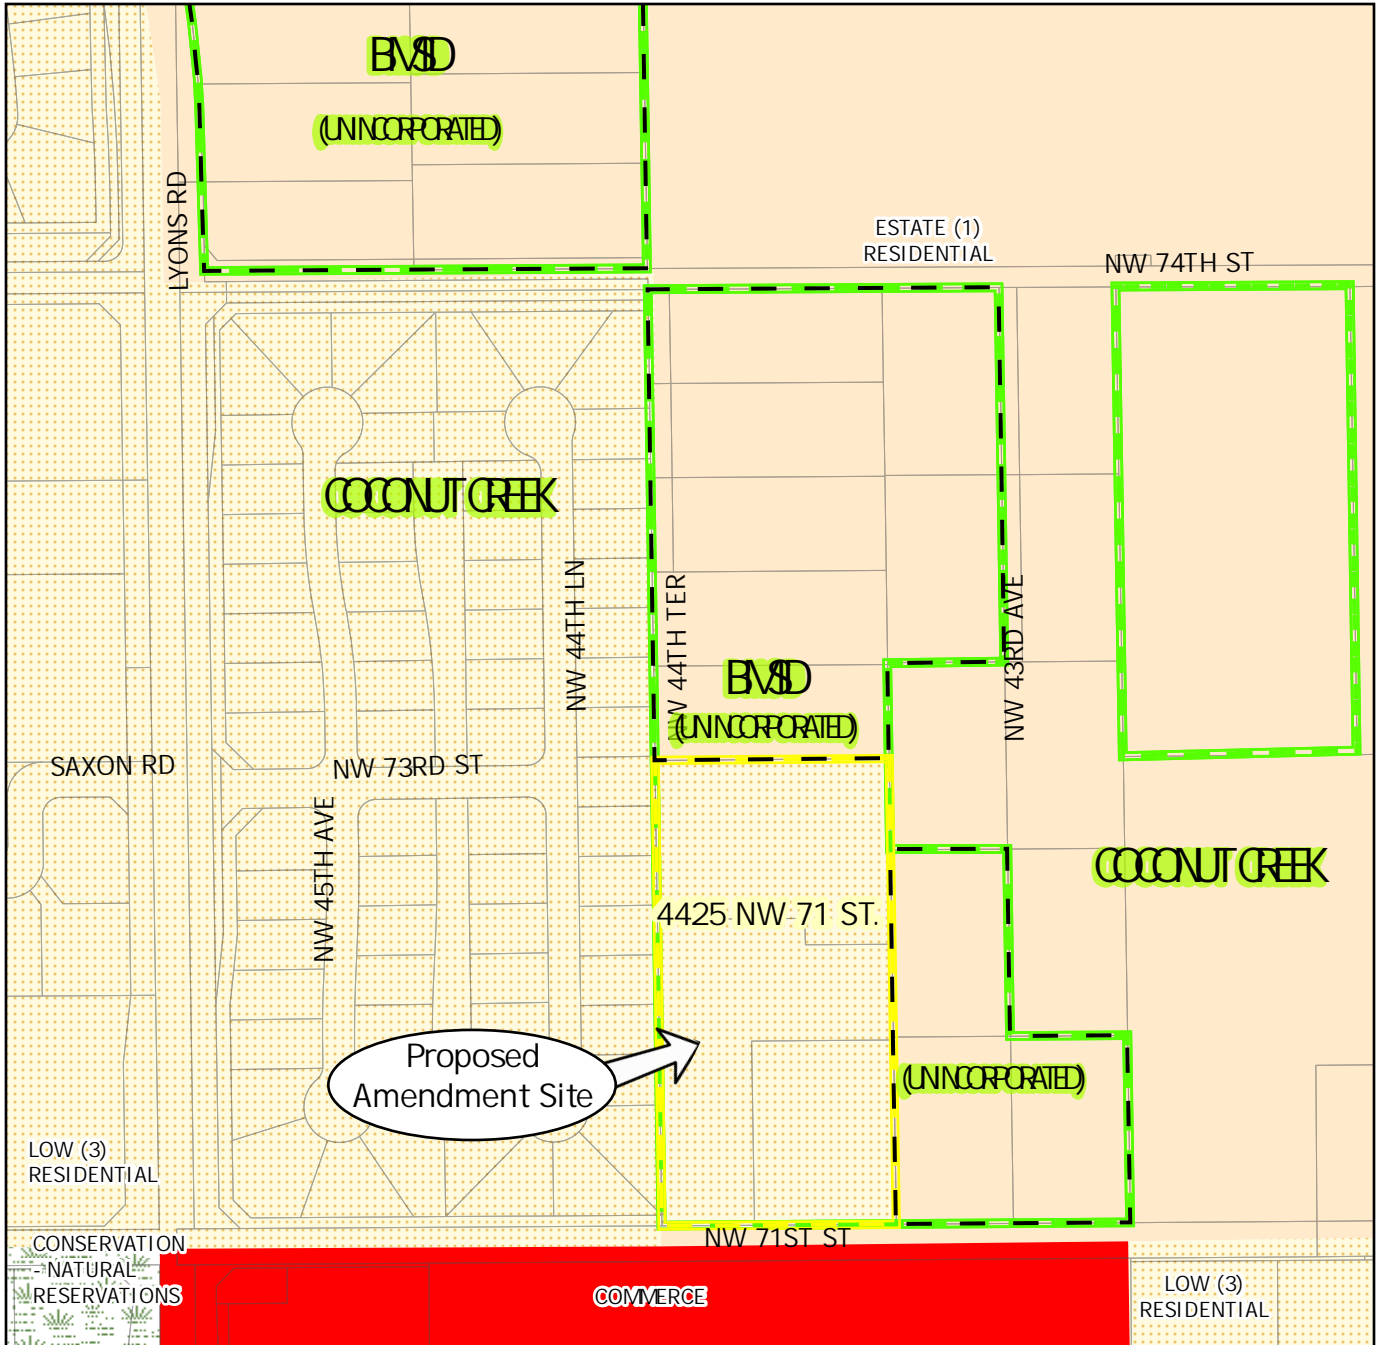 BMSD
(UNINCORPORATED)
LYONS RD
ESTATE (1)
RESIDENTIAL
NW 74TH ST
COCONUT CREEK
NW 44TH LN
NW 44TH TER
NW 43RD AVE
BMSD
(UNINCORPORATED)
SAXON RD
NW 73RD ST
NW 45TH AVE
COCONUT CREEK
4425 NW 71 ST.
Proposed
Amendment Site
(UNINCORPORATED)
LOW (3)
RESIDENTIAL
NW 71ST ST
CONSERVATION
- NATURAL
RESERVATIONS
COMMERCE
LOW (3)
RESIDENTIAL